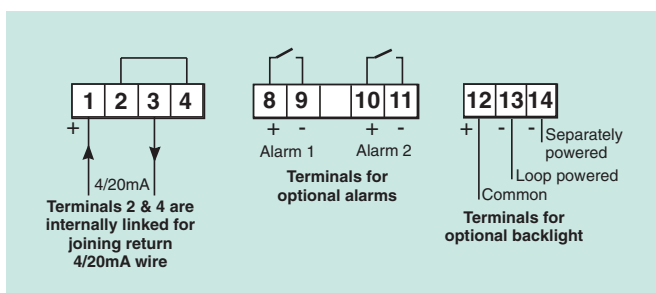 1 2 3 4
+
4/20mA
Terminals 2 & 4 are
internally linked for
joining return
4/20mA wire
8 9 10 11
+ - + -
Alarm 1 Alarm 2
Terminals for
optional alarms
12 13 14
+ - -
Separately
powered
Loop powered
Common
Terminals for
optional backlight